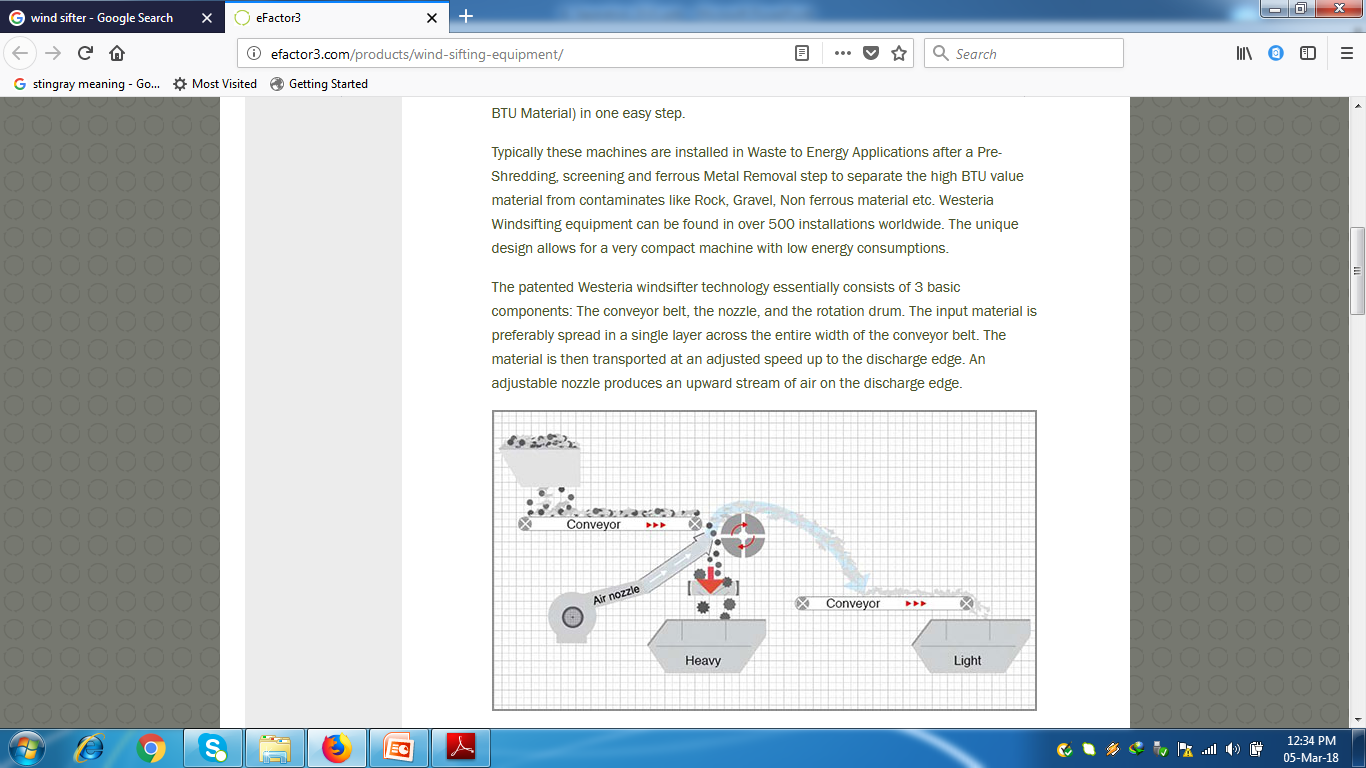 wind sifter - Google Search
eFactor3
efactor3.com/products/wind-sifting-equipment/
Search
stingray meaning - Go...
Most Visited
Getting Started
BTU Material) in one easy step.
Typically these machines are installed in Waste to Energy Applications after a Pre-
Shredding, screening and ferrous Metal Removal step to separate the high BTU value
material from contaminates like Rock, Gravel, Non ferrous material etc. Westeria
Windsifting equipment can be found in over 500 installations worldwide. The unique
design allows for a very compact machine with low energy consumptions.
The patented Westeria windsifter technology essentially consists of 3 basic
components: The conveyor belt, the nozzle, and the rotation drum. The input material is
preferably spread in a single layer across the entire width of the conveyor belt. The
material is then transported at an adjusted speed up to the discharge edge. An
adjustable nozzle produces an upward stream of air on the discharge edge.
Conveyor
Air nozzle
Conveyor
Heavy
Light
12:34 PM
05-Mar-18